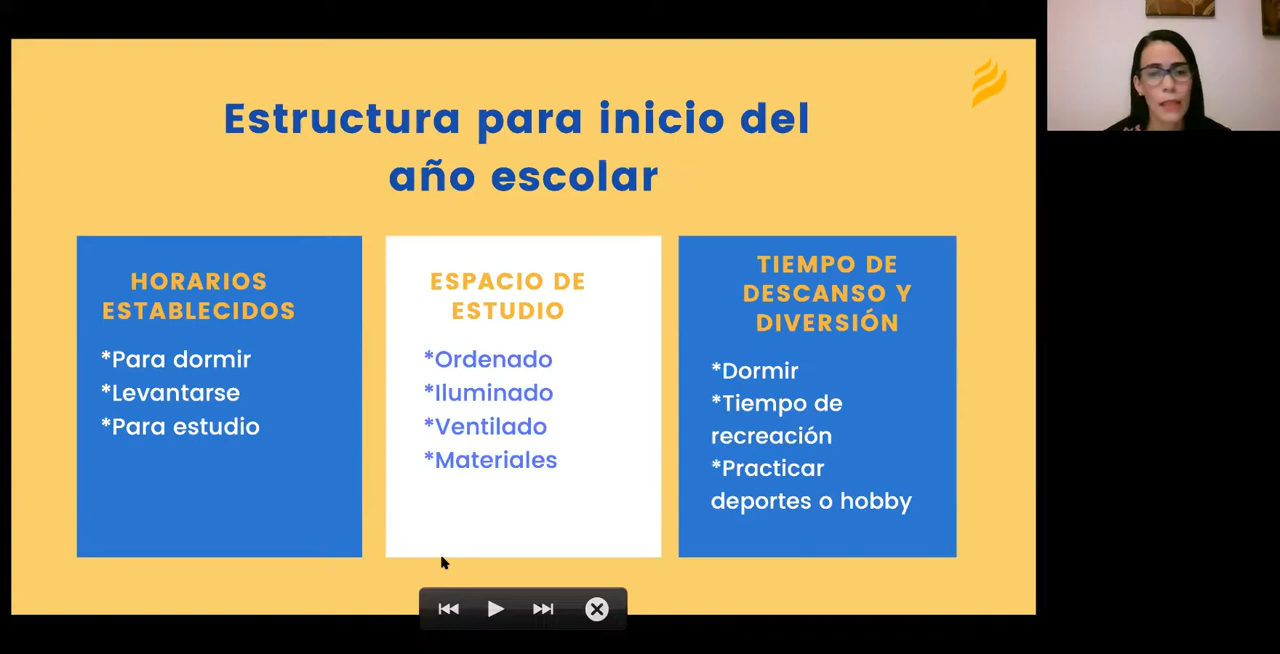 Estructura para inicio del
año escolar
HORARIOS
ESTABLECIDOS
*Para dormir
*Levantarse
*Para estudio
ESPACIO DE
ESTUDIO
*Ordenado
*Iluminado
*Ventilado
*Materiales
TIEMPO DE
DESCANSO Y
DIVERSIÓN
*Dormir
*Tiempo de
recreación
*Practicar
deportes o hobby